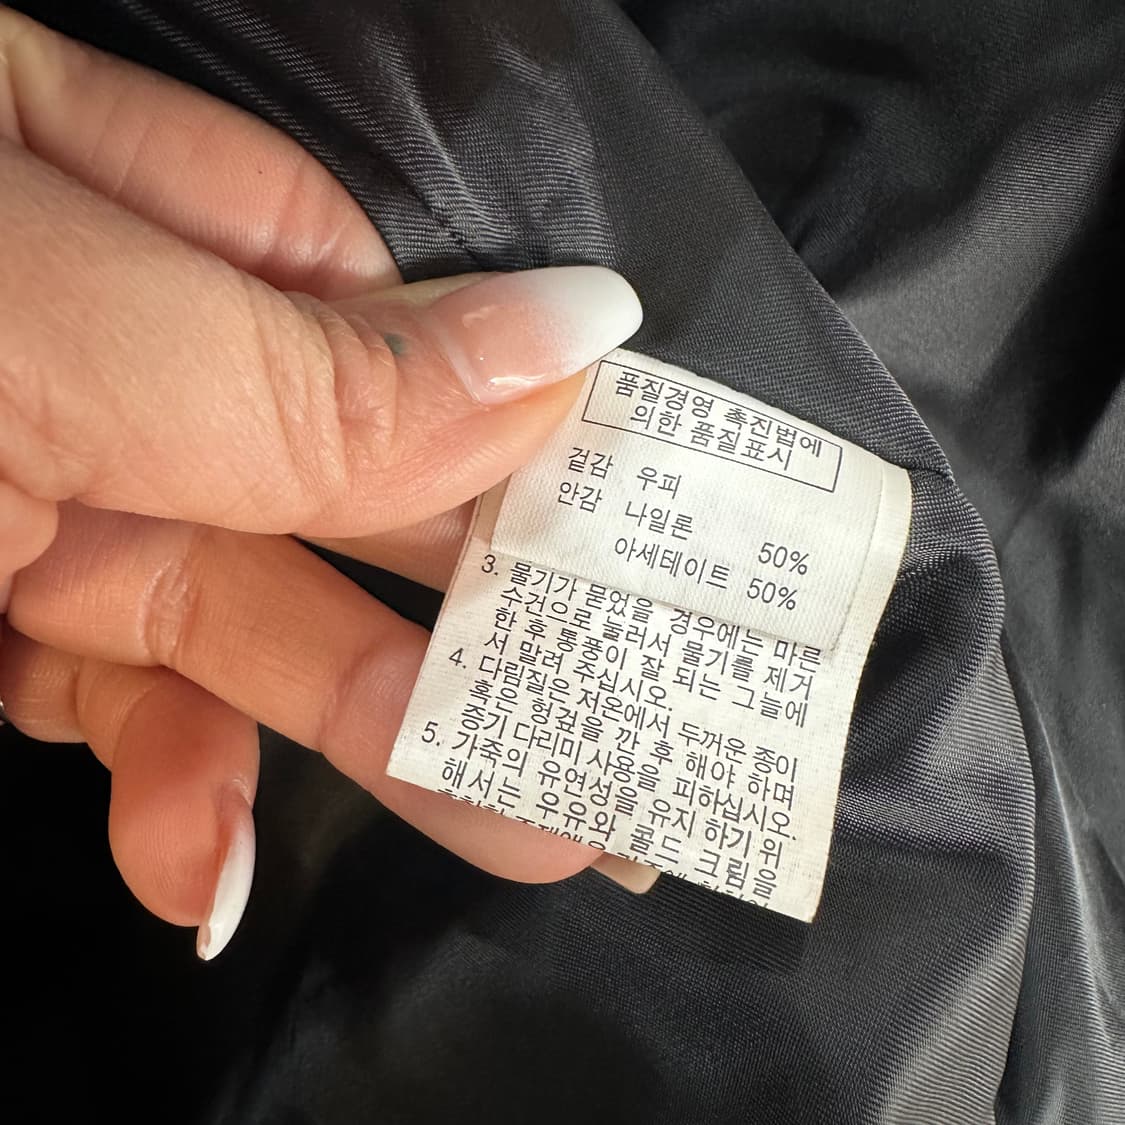 품질경영 촉진법에
의한 품질표시
겉감 우피
안감 나일론 50%
아세테이트 50%
3. 물기가 묻었을 경우에는 마른
수건으로 눌러서 물기를 제거
한 후 통풍이 잘 되는 그늘에
서 말려 주십시오.
4. 다림질은 저온에서 두꺼운 종이
혹은 헝겊을 깐 후 해야 하며
증기 다리미 사용을 피하십시오.
5. 가죽의 유연성을 유지 하기 위
해서는 우유와 콜드 크림을